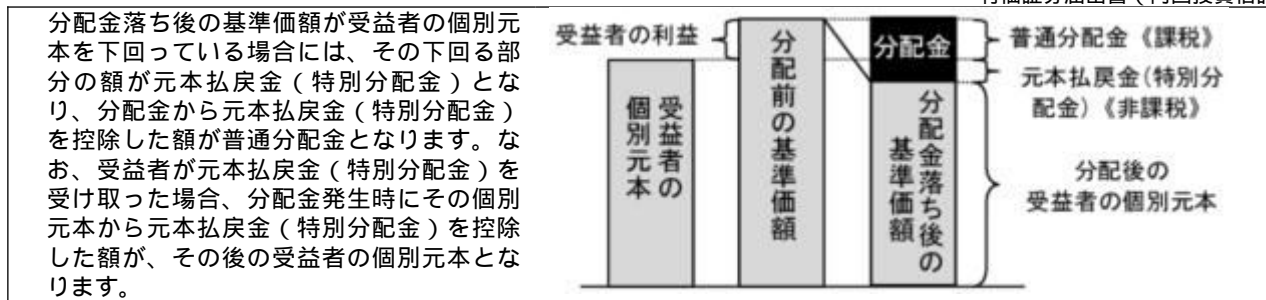 分配金落ち後の基準価額が受益者の個別元
本を下回っている場合には、その下回る部
分の額が元本払戻金（特別分配金）とな
り、分配金から元本払戻金（特別分配金）
を控除した額が普通分配金となります。な
お、受益者が元本払戻金（特別分配金）を
受け取った場合、分配金発生時にその個別
元本から元本払戻金（特別分配金）を控除
した額が、その後の受益者の個別元本とな
ります。
受益者の利益
受益者の
個別元本
分配前の基準価額
分配金
分配金落ち後の
基準価額
普通分配金《課税》
元本払戻金(特別分
配金)《非課税》
分配後の
受益者の個別元本